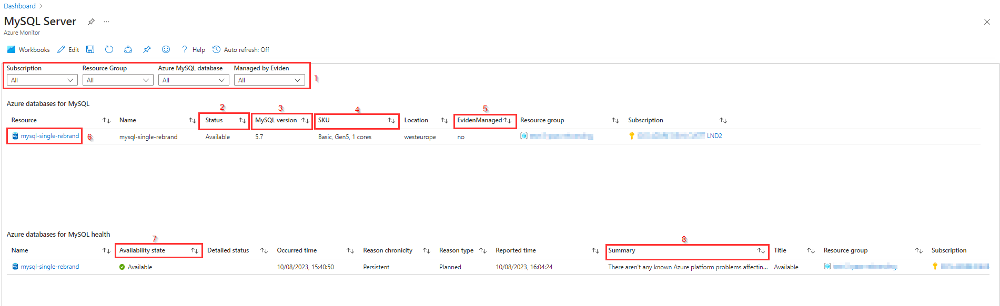 Dashboard >
MySQL Server
Azure Monitor
Workbooks Edit Help Auto refresh: Off
Subscription Resource Group Azure MySQL database Managed by Eviden
All All All All 1
Azure databases for MySQL
2 3 4 5
Resource Name Status MySQL version SKU Location EvidenManaged Resource group Subscription
mysql-single-rebrand 6 mysql-single-rebrand Available 5.7 Basic, Gen5, 1 cores westeurope no LND2
Azure databases for MySQL health
7 8
Name Availability state Detailed status Occurred time Reason chronicity Reason type Reported time Summary Title Resource group Subscription
mysql-single-rebrand Available 10/08/2023, 15:40:50 Persistent Planned 10/08/2023, 16:04:24 There aren't any known Azure platform problems affectin... Available